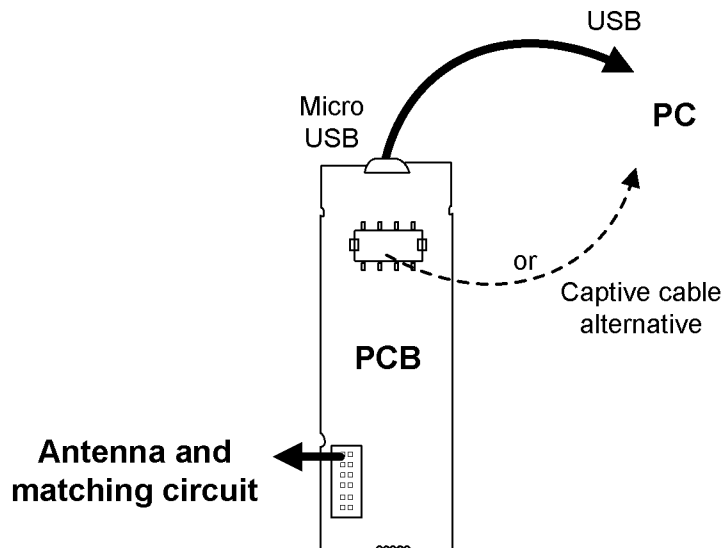 USB
Micro
USB
PC
or
Captive cable
alternative
PCB
Antenna and
matching circuit